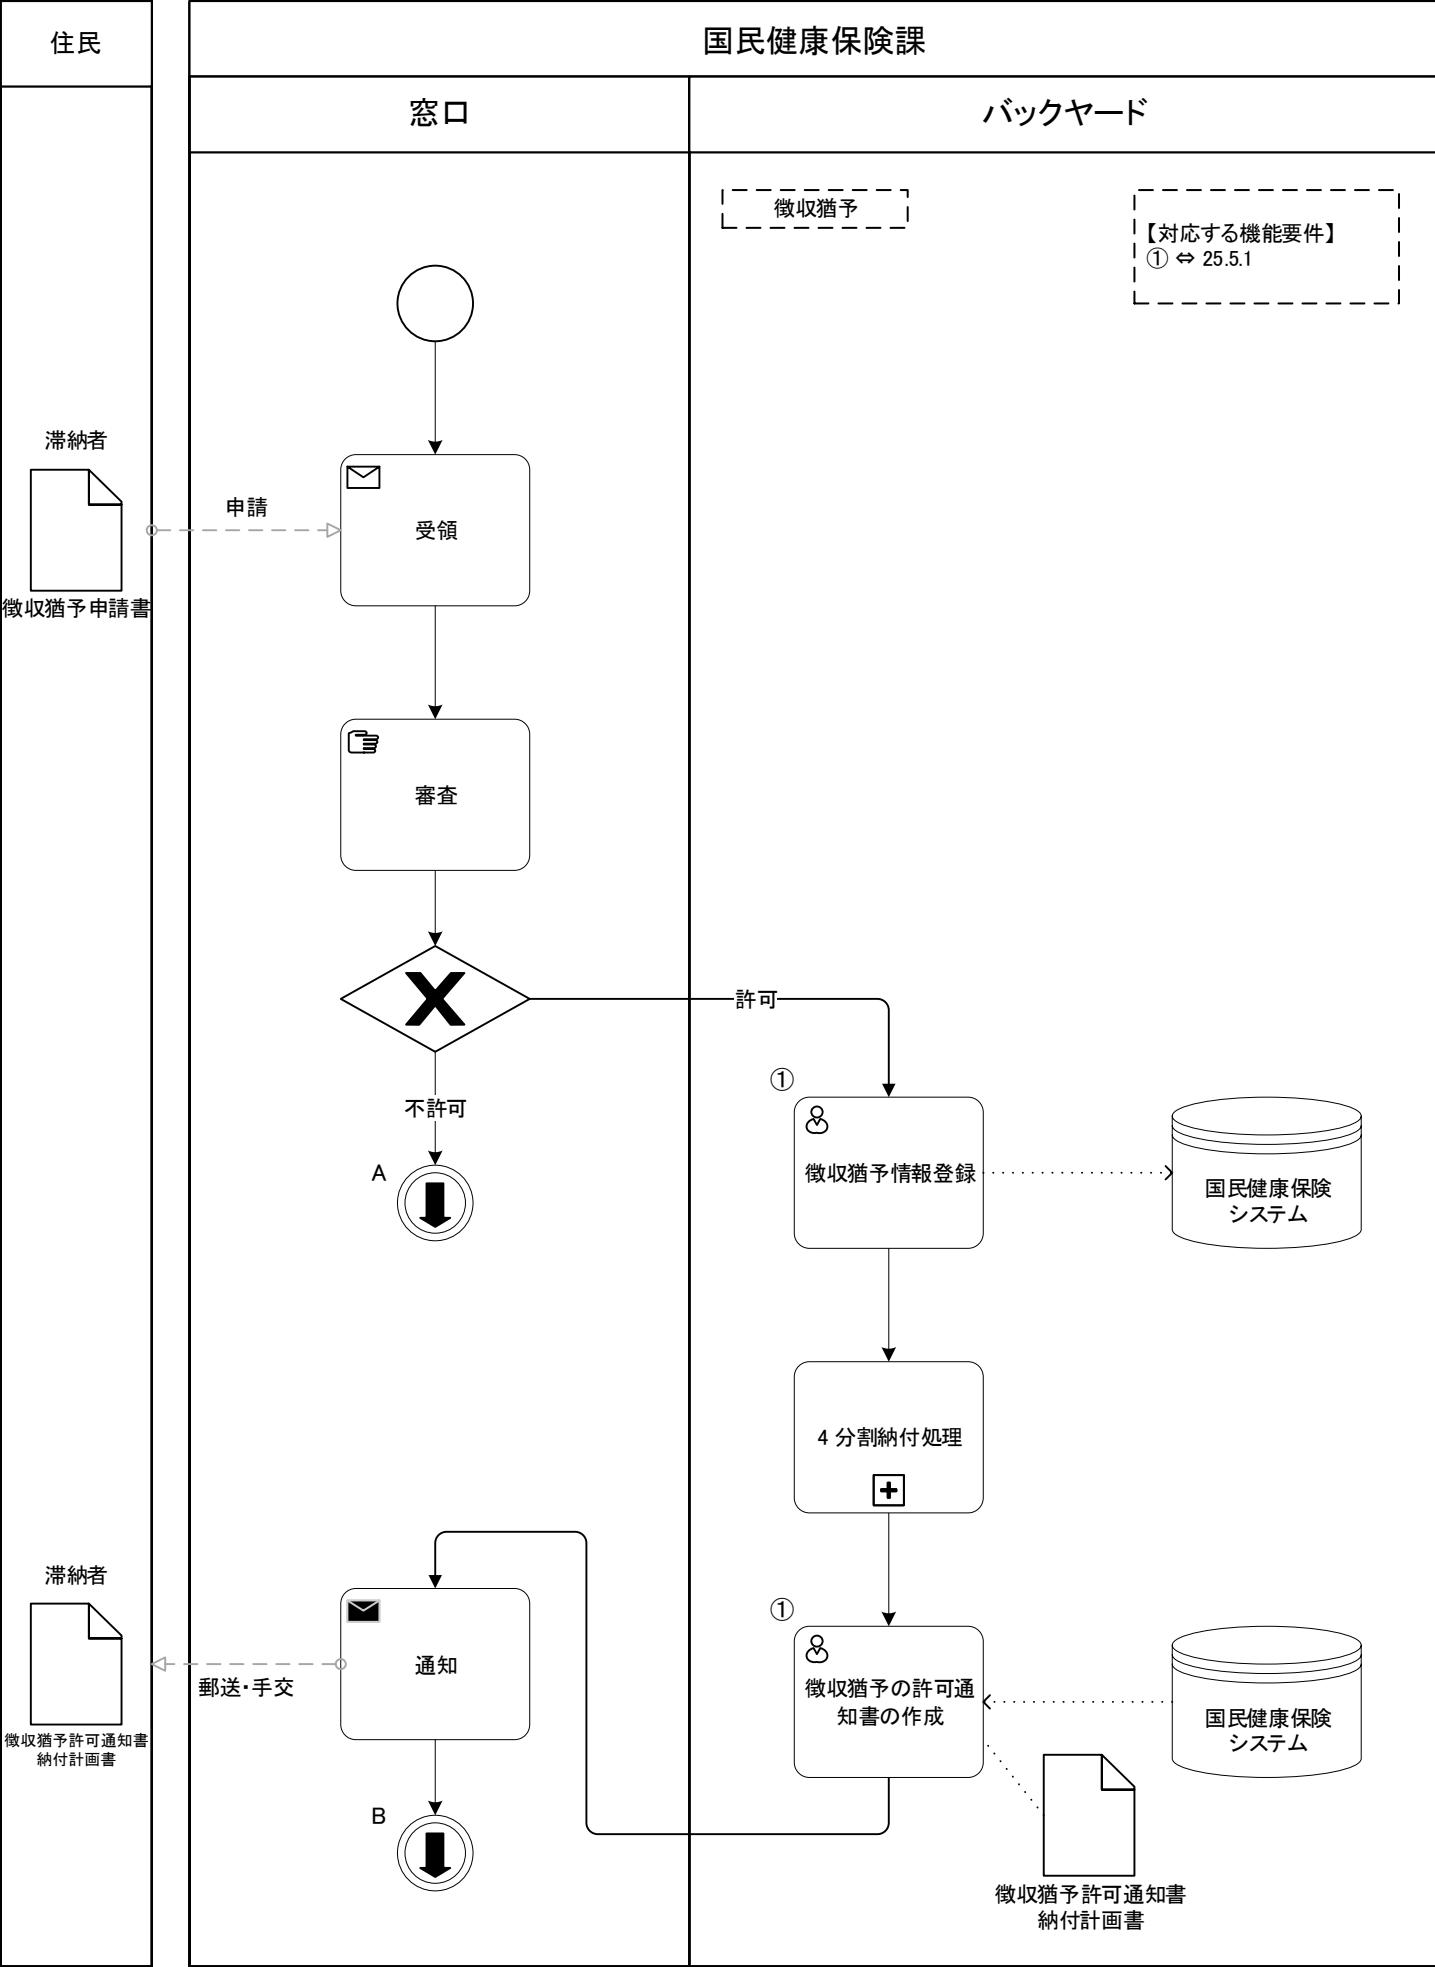 住民
国民健康保険課
窓口
バックヤード
徴収猶予
【対応する機能要件】
① ⇔ 25.5.1
滞納者
徴収猶予申請書
申請
受領
審査
許可
不許可
A
①
徴収猶予情報登録
国民健康保険
システム
4 分割納付処理
滞納者
徴収猶予許可通知書
納付計画書
郵送・手交
通知
B
①
徴収猶予の許可通
知書の作成
国民健康保険
システム
徴収猶予許可通知書
納付計画書